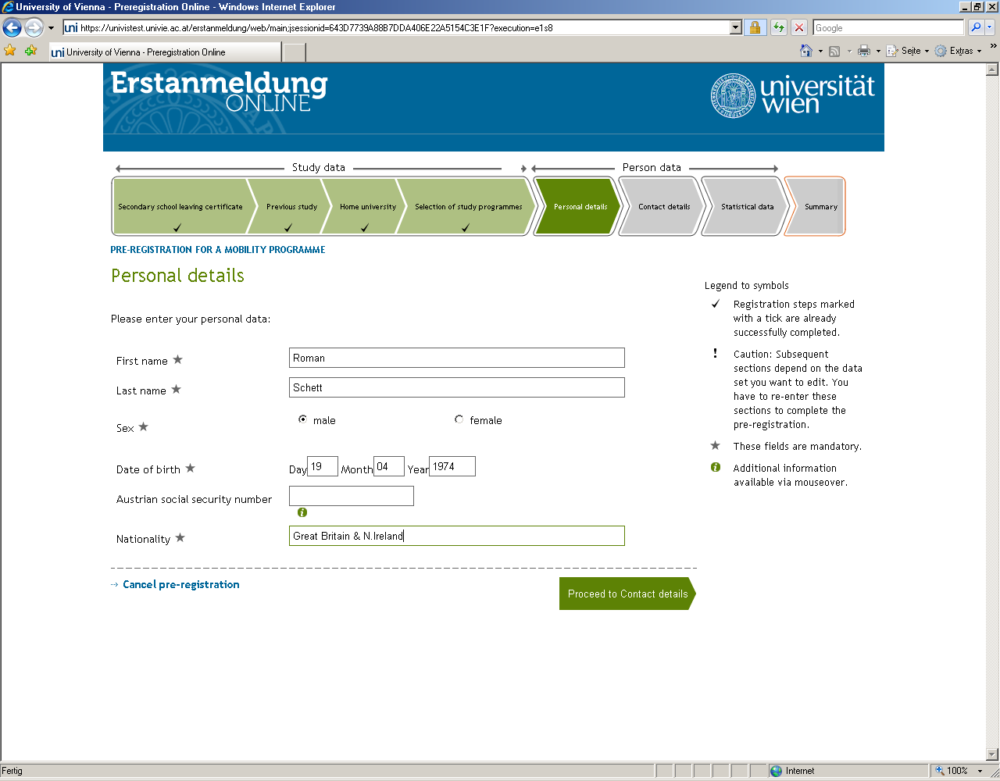 University of Vienna - Preregistration Online - Windows Internet Explorer
uni https://univistest.univie.ac.at/erstanmeldung/web/main;jsessionid=643D7739A88B7DDA406E22A5154C3E1F?execution=e1s8
Google
uni University of Vienna - Preregistration Online
Seite
Extras
»
Erstanmeldung
ONLINE
universität
wien
Study data
Person data
Secondary school leaving certificate
Previous study
Home university
Selection of study programmes
Personal details
Contact details
Statistical data
Summary
PRE-REGISTRATION FOR A MOBILITY PROGRAMME
Personal details
Please enter your personal data:
First name ★ Roman
Last name ★ Schett
Sex ★ male female
Date of birth ★ Day 19 Month 04 Year 1974
Austrian social security number
Nationality ★ Great Britain & N.Ireland
Cancel pre-registration
Proceed to Contact details
Legend to symbols
Registration steps marked
with a tick are already
successfully completed.
! Caution: Subsequent
sections depend on the data
set you want to edit. You
have to re-enter these
sections to complete the
pre-registration.
★ These fields are mandatory.
i Additional information
available via mouseover.
Fertig
Internet
100%